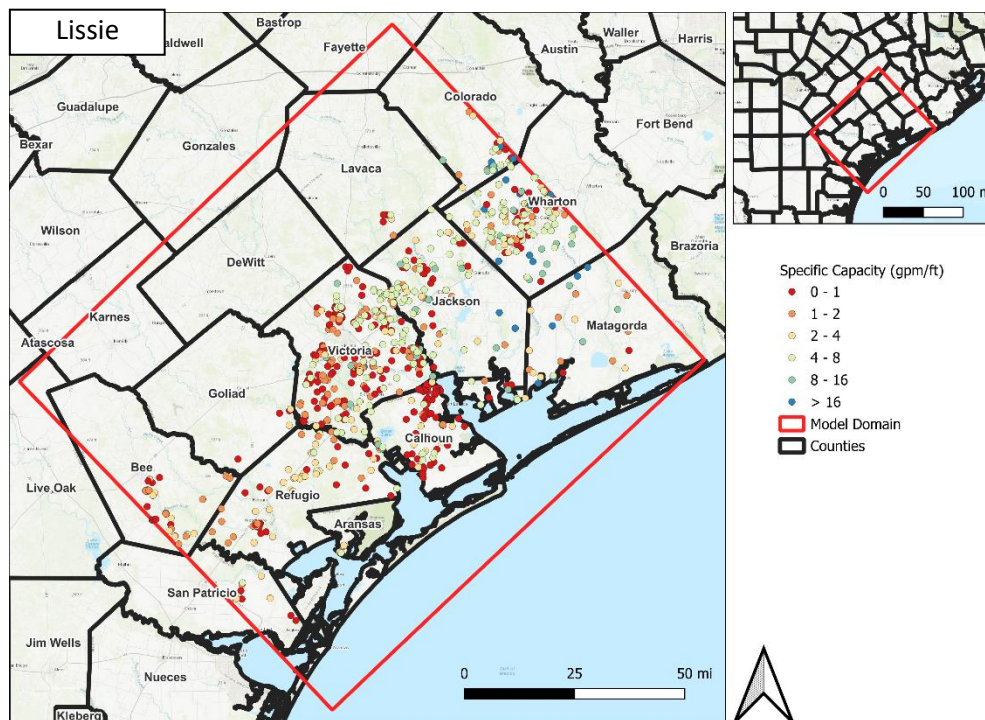 Lissie
Bastrop
aldwell
Fayette
Austin
Waller
Harris
Guadalupe
Colorado
Fort Bend
Bexar
Gonzales
Lavaca
Wharton
Wilson
Brazoria
DeWitt
Jackson
Karnes
Matagorda
Atascosa
Victoria
Goliad
Calhoun
Bee
Live Oak
Refugio
Aransas
San Patricio
Jim Wells
Nueces
Kleberg
0 25 50 mi
0 50 100 m
Specific Capacity (gpm/ft)
0 - 1
1 - 2
2 - 4
4 - 8
8 - 16
> 16
Model Domain
Counties